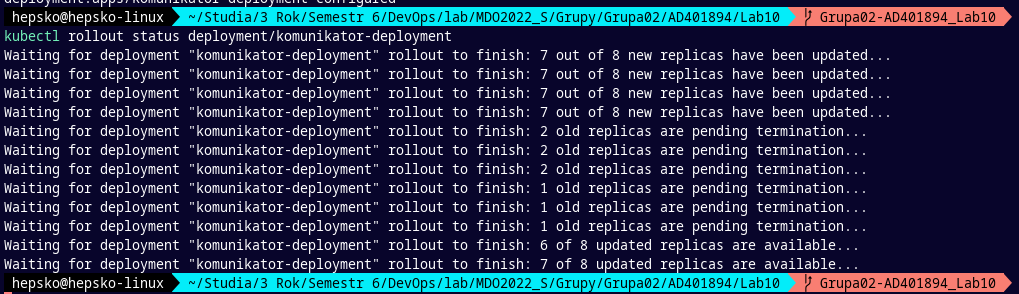 deployment.apps/komunikator-deployment configured
hepsko@hepsko-linux ~/Studia/3 Rok/Semestr 6/DevOps/lab/MDO2022_S/Grupy/Grupa02/AD401894/Lab10 Grupa02-AD401894_Lab10
kubectl rollout status deployment/komunikator-deployment
Waiting for deployment "komunikator-deployment" rollout to finish: 7 out of 8 new replicas have been updated...
Waiting for deployment "komunikator-deployment" rollout to finish: 7 out of 8 new replicas have been updated...
Waiting for deployment "komunikator-deployment" rollout to finish: 7 out of 8 new replicas have been updated...
Waiting for deployment "komunikator-deployment" rollout to finish: 7 out of 8 new replicas have been updated...
Waiting for deployment "komunikator-deployment" rollout to finish: 2 old replicas are pending termination...
Waiting for deployment "komunikator-deployment" rollout to finish: 2 old replicas are pending termination...
Waiting for deployment "komunikator-deployment" rollout to finish: 2 old replicas are pending termination...
Waiting for deployment "komunikator-deployment" rollout to finish: 1 old replicas are pending termination...
Waiting for deployment "komunikator-deployment" rollout to finish: 1 old replicas are pending termination...
Waiting for deployment "komunikator-deployment" rollout to finish: 1 old replicas are pending termination...
Waiting for deployment "komunikator-deployment" rollout to finish: 6 of 8 updated replicas are available...
Waiting for deployment "komunikator-deployment" rollout to finish: 7 of 8 updated replicas are available...
hepsko@hepsko-linux ~/Studia/3 Rok/Semestr 6/DevOps/lab/MDO2022_S/Grupy/Grupa02/AD401894/Lab10 Grupa02-AD401894_Lab10